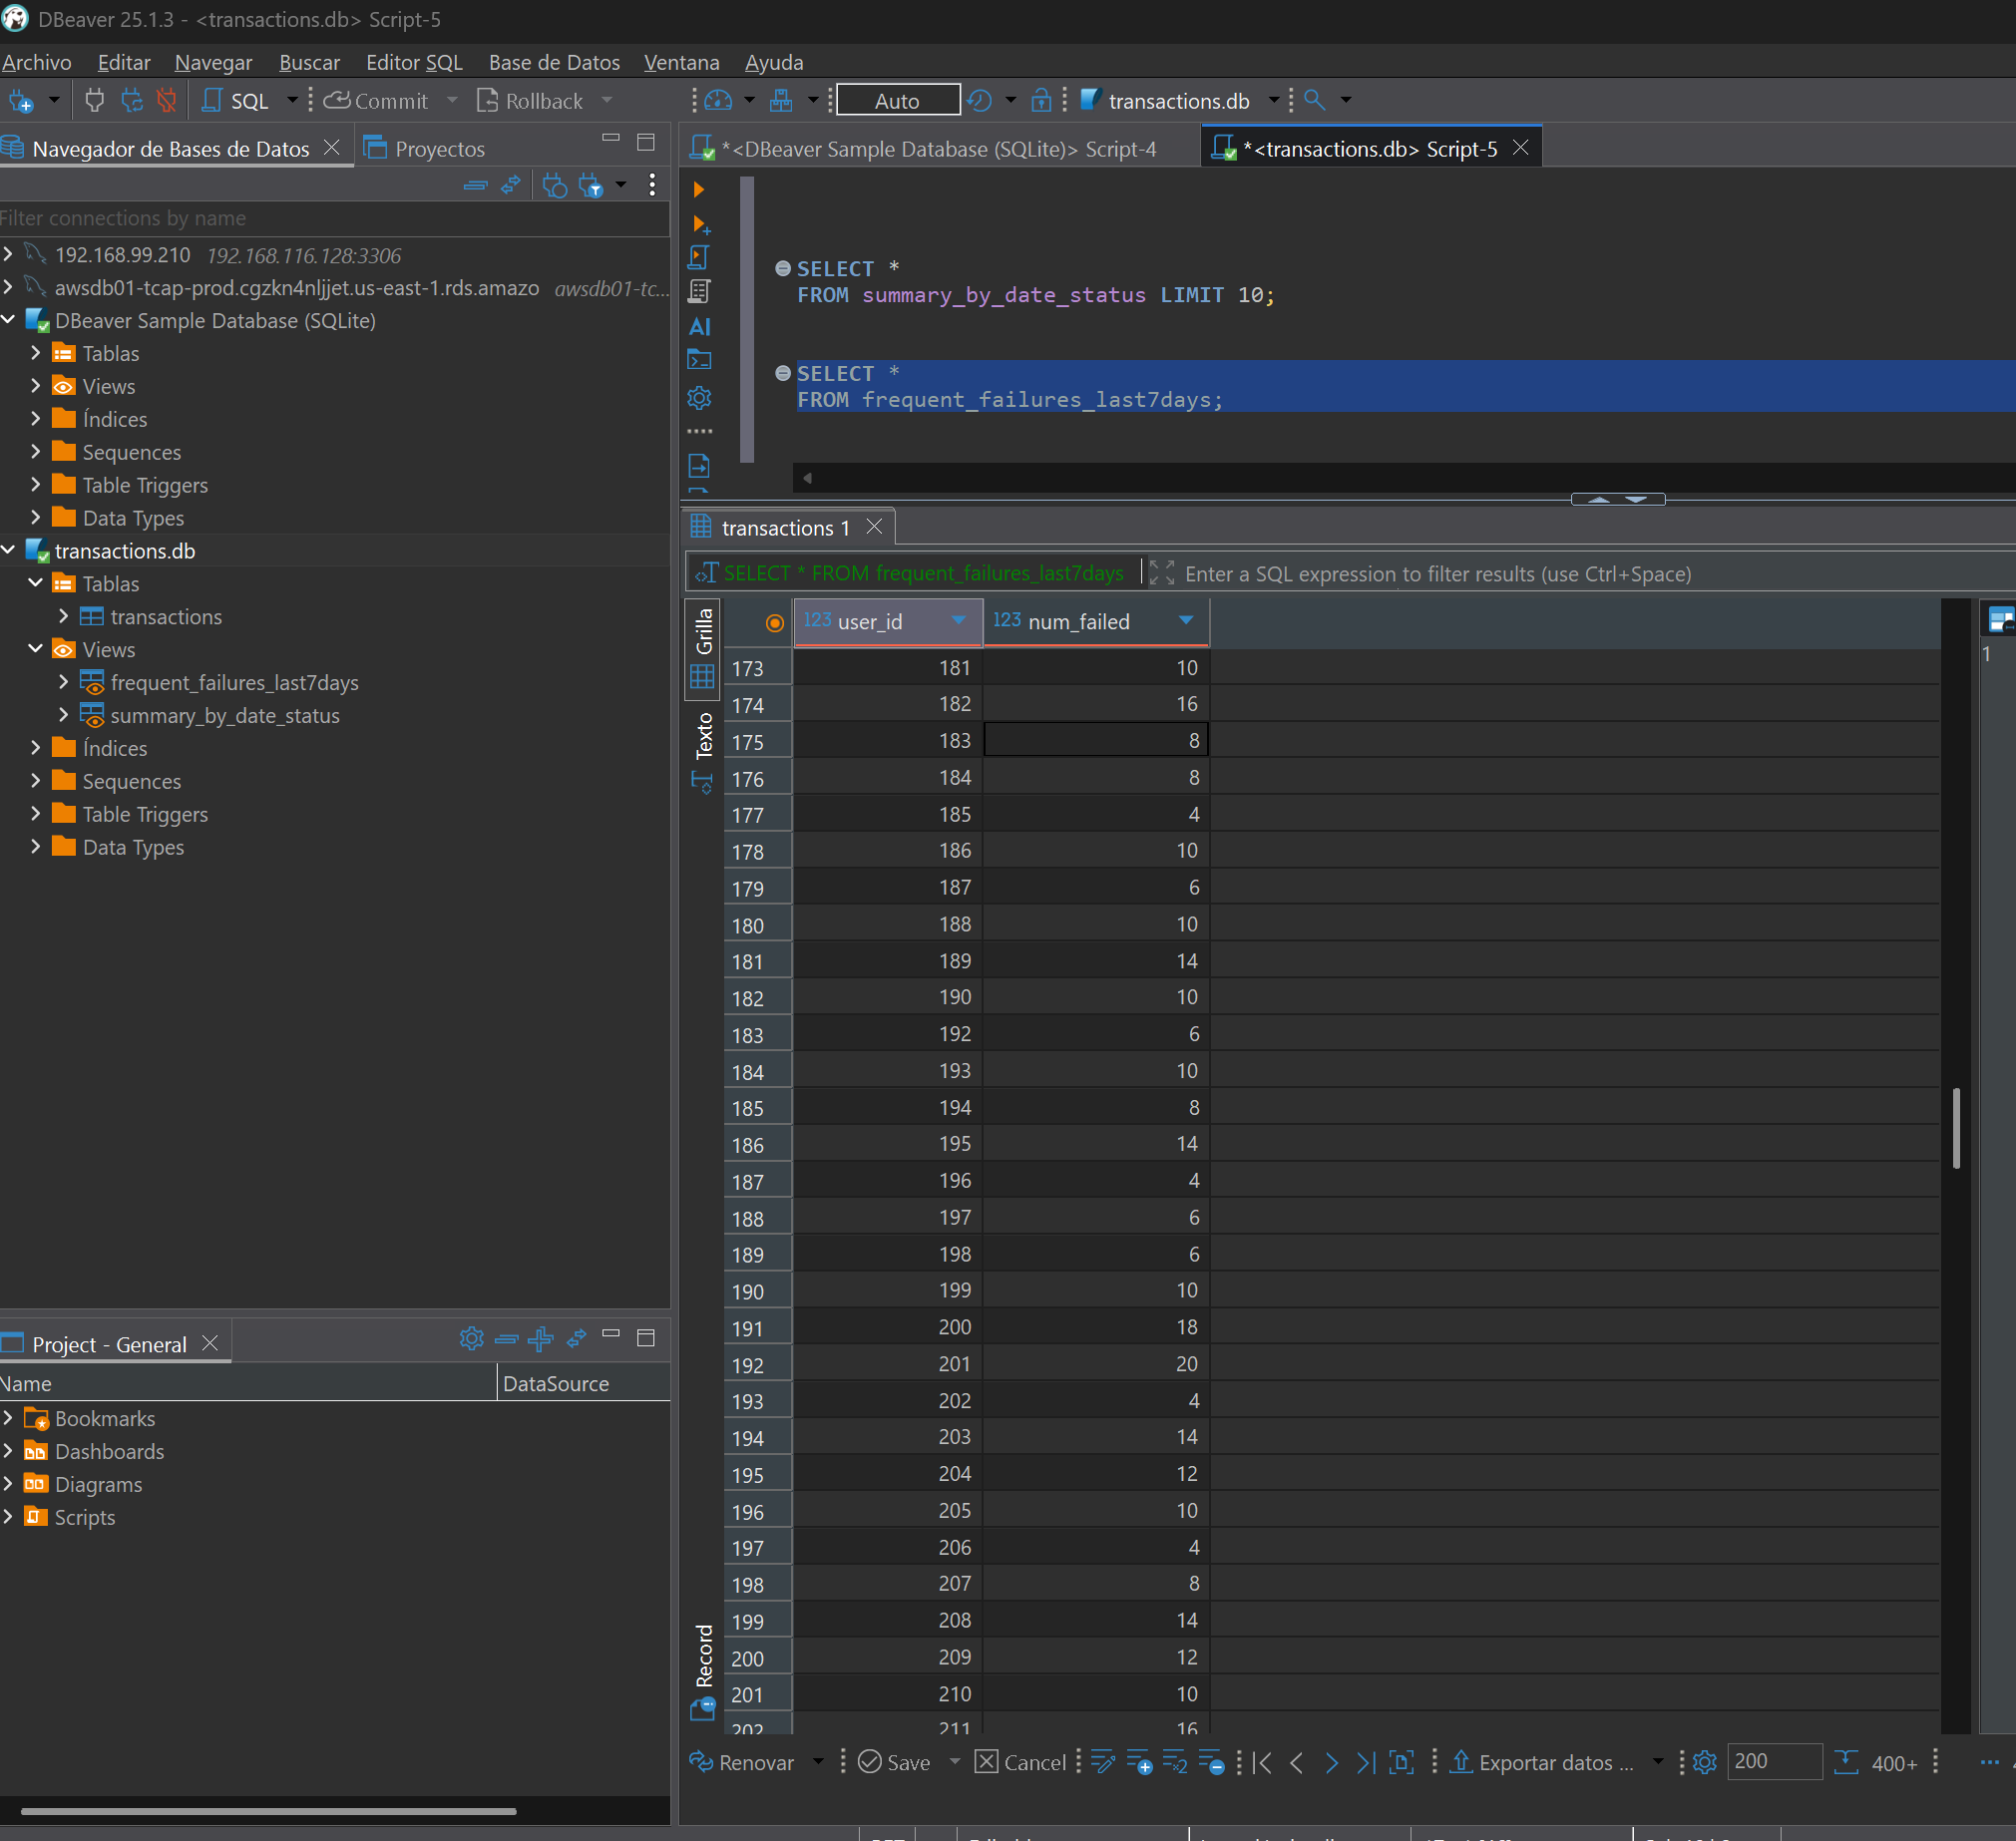 DBeaver 25.1.3 - <transactions.db> Script-5
Archivo Editar Navegar Buscar Editor SQL Base de Datos Ventana Ayuda
SQL Commit Rollback Auto transactions.db
Navegador de Bases de Datos Proyectos
Filter connections by name
192.168.99.210 192.168.116.128:3306
awsdb01-tcap-prod.cgzkn4nljjet.us-east-1.rds.amazo awsdb01-tc...
DBeaver Sample Database (SQLite)
Tablas
Views
Índices
Sequences
Table Triggers
Data Types
transactions.db
Tablas
transactions
Views
frequent_failures_last7days
summary_by_date_status
Índices
Sequences
Table Triggers
Data Types
Project - General
Name DataSource
Bookmarks
Dashboards
Diagrams
Scripts
*<DBeaver Sample Database (SQLite)> Script-4 *<transactions.db> Script-5
AI
SELECT *
FROM summary_by_date_status LIMIT 10;
SELECT *
FROM frequent_failures_last7days;
transactions 1
SELECT * FROM frequent_failures_last7days Enter a SQL expression to filter results (use Ctrl+Space)
Grilla
Texto
Record
123 user_id 123 num_failed
173 181 10
174 182 16
175 183 8
176 184 8
177 185 4
178 186 10
179 187 6
180 188 10
181 189 14
182 190 10
183 192 6
184 193 10
185 194 8
186 195 14
187 196 4
188 197 6
189 198 6
190 199 10
191 200 18
192 201 20
193 202 4
194 203 14
195 204 12
196 205 10
197 206 4
198 207 8
199 208 14
200 209 12
201 210 10
202 211 16
1
Renovar Save Cancel Exportar datos ... 200 400+ ...